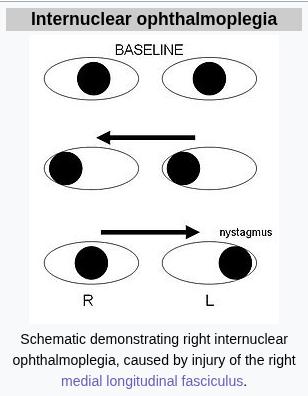 Internuclear ophthalmoplegia
BASELINE
nystagmus
R L
Schematic demonstrating right internuclear
ophthalmoplegia, caused by injury of the right
medial longitudinal fasciculus.